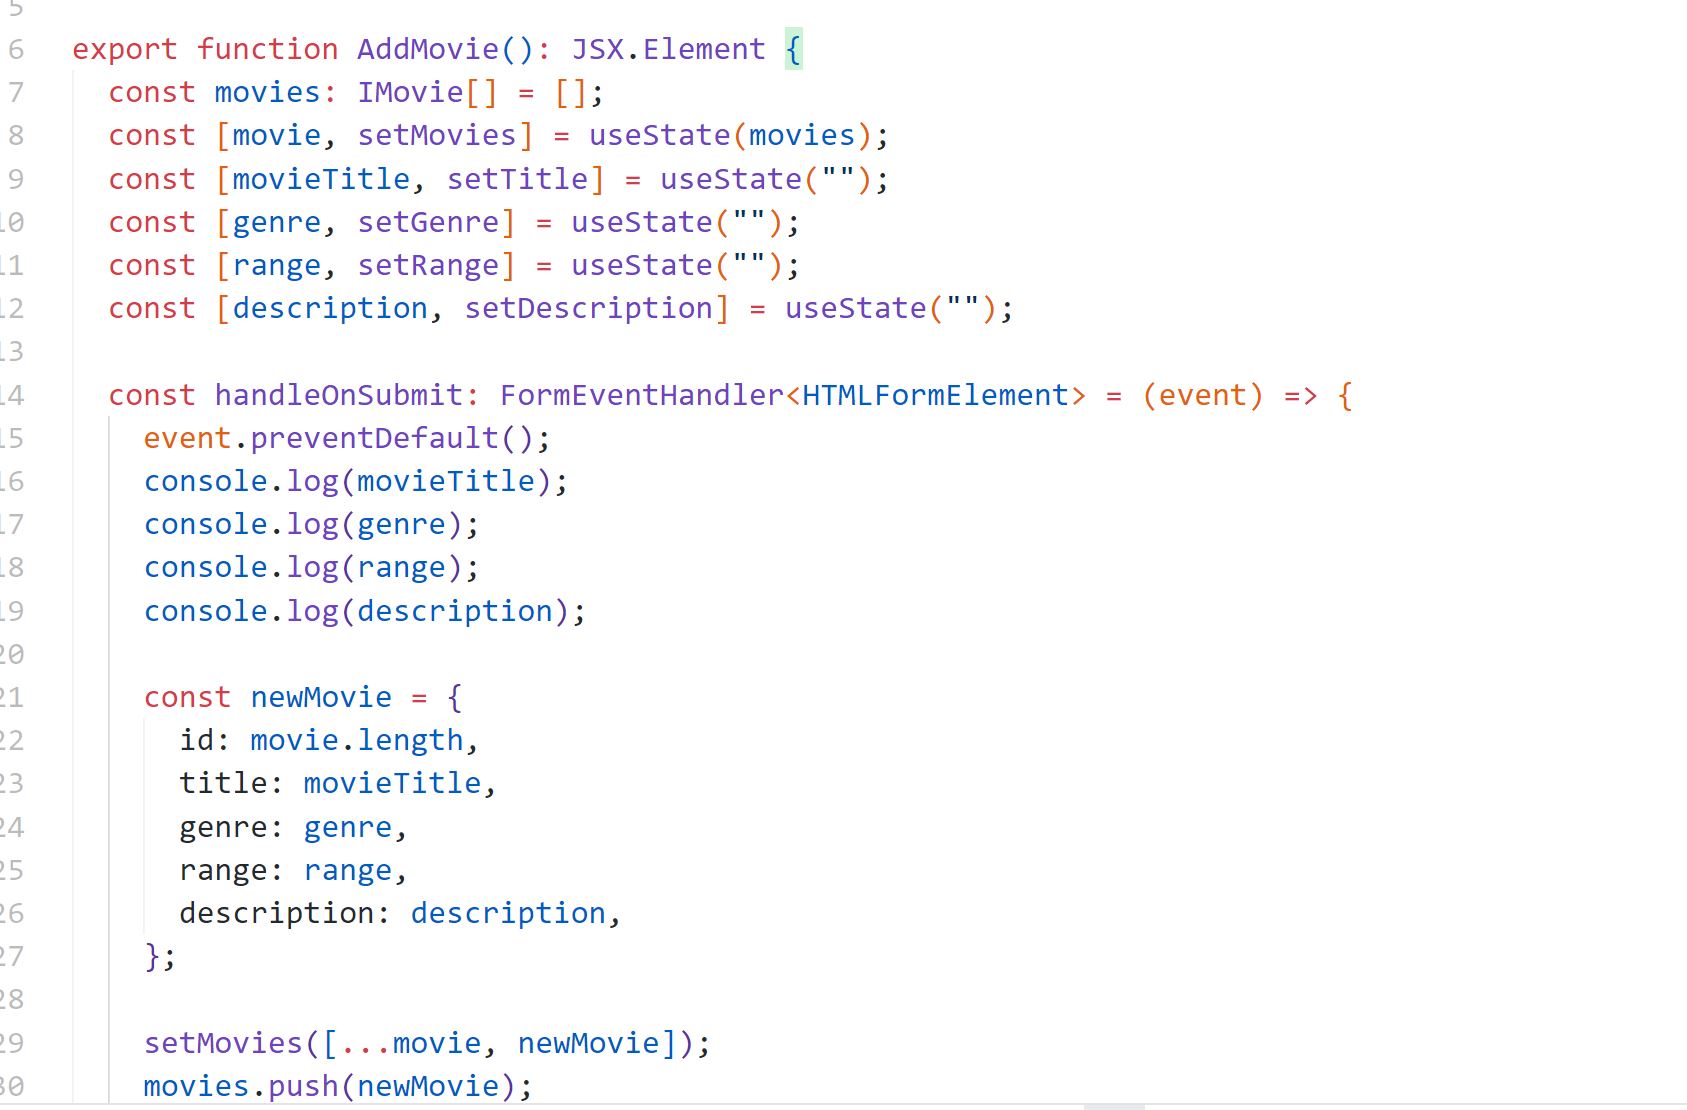 5
6 export function AddMovie(): JSX.Element {
7 const movies: IMovie[] = [];
8 const [movie, setMovies] = useState(movies);
9 const [movieTitle, setTitle] = useState("");
10 const [genre, setGenre] = useState("");
11 const [range, setRange] = useState("");
12 const [description, setDescription] = useState("");
13
14 const handleOnSubmit: FormEventHandler<HTMLFormElement> = (event) => {
15 event.preventDefault();
16 console.log(movieTitle);
17 console.log(genre);
18 console.log(range);
19 console.log(description);
20
21 const newMovie = {
22 id: movie.length,
23 title: movieTitle,
24 genre: genre,
25 range: range,
26 description: description,
27 };
28
29 setMovies([...movie, newMovie]);
30 movies.push(newMovie);